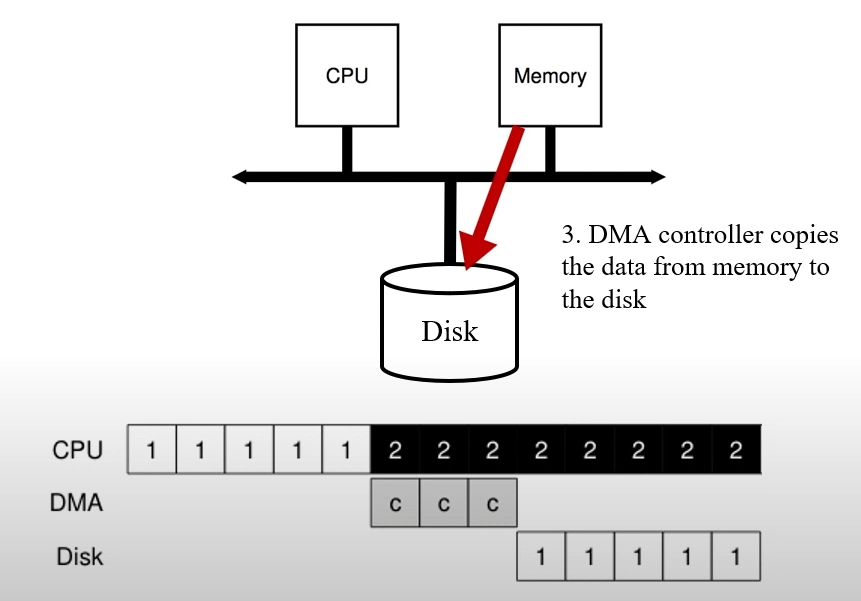 CPU
Memory
3. DMA controller copies
the data from memory to
the disk
Disk
CPU 1 1 1 1 1 2 2 2 2 2 2 2 2
DMA c c c
Disk 1 1 1 1 1